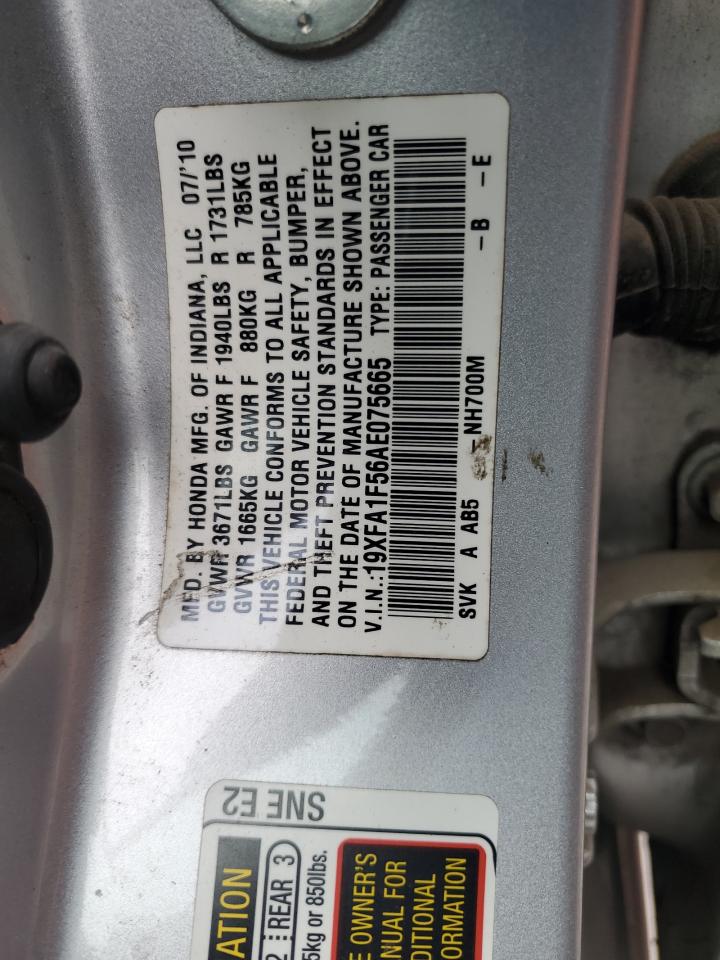 MFD. BY HONDA MFG. OF INDIANA, LLC 07/'10
GVWR 3671LBS GAWR F 1940LBS R 1731LBS
GVWR 1665KG GAWR F 880KG R 785KG
THIS VEHICLE CONFORMS TO ALL APPLICABLE
FEDERAL MOTOR VEHICLE SAFETY, BUMPER,
AND THEFT PREVENTION STANDARDS IN EFFECT
ON THE DATE OF MANUFACTURE SHOWN ABOVE.
V.I.N.:19XFA1F56AE075665 TYPE: PASSENGER CAR
SVK A AB5 NH700M -B -E
SNE E2
ATION
2 REAR 3
5kg or 850lbs.
E OWNER'S
ANUAL FOR
DITIONAL
ORMATION